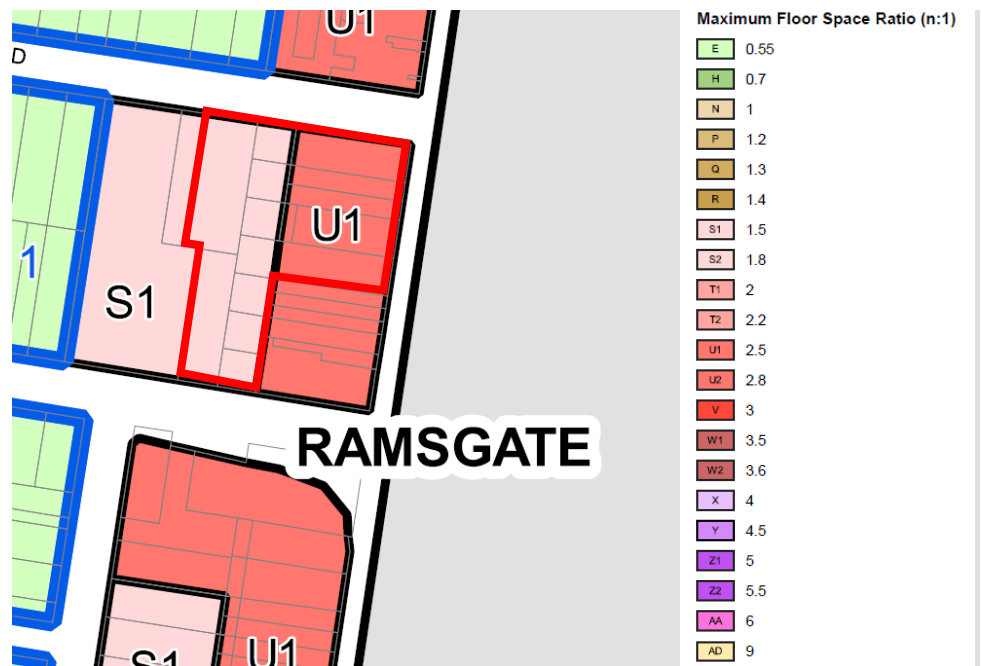 U1
D
U1
1
S1
RAMSGATE
S1
U1
Maximum Floor Space Ratio (n:1)
E 0.55
H 0.7
N 1
P 1.2
Q 1.3
R 1.4
S1 1.5
S2 1.8
T1 2
T2 2.2
U1 2.5
U2 2.8
V 3
W1 3.5
W2 3.6
X 4
Y 4.5
Z1 5
Z2 5.5
AA 6
AD 9